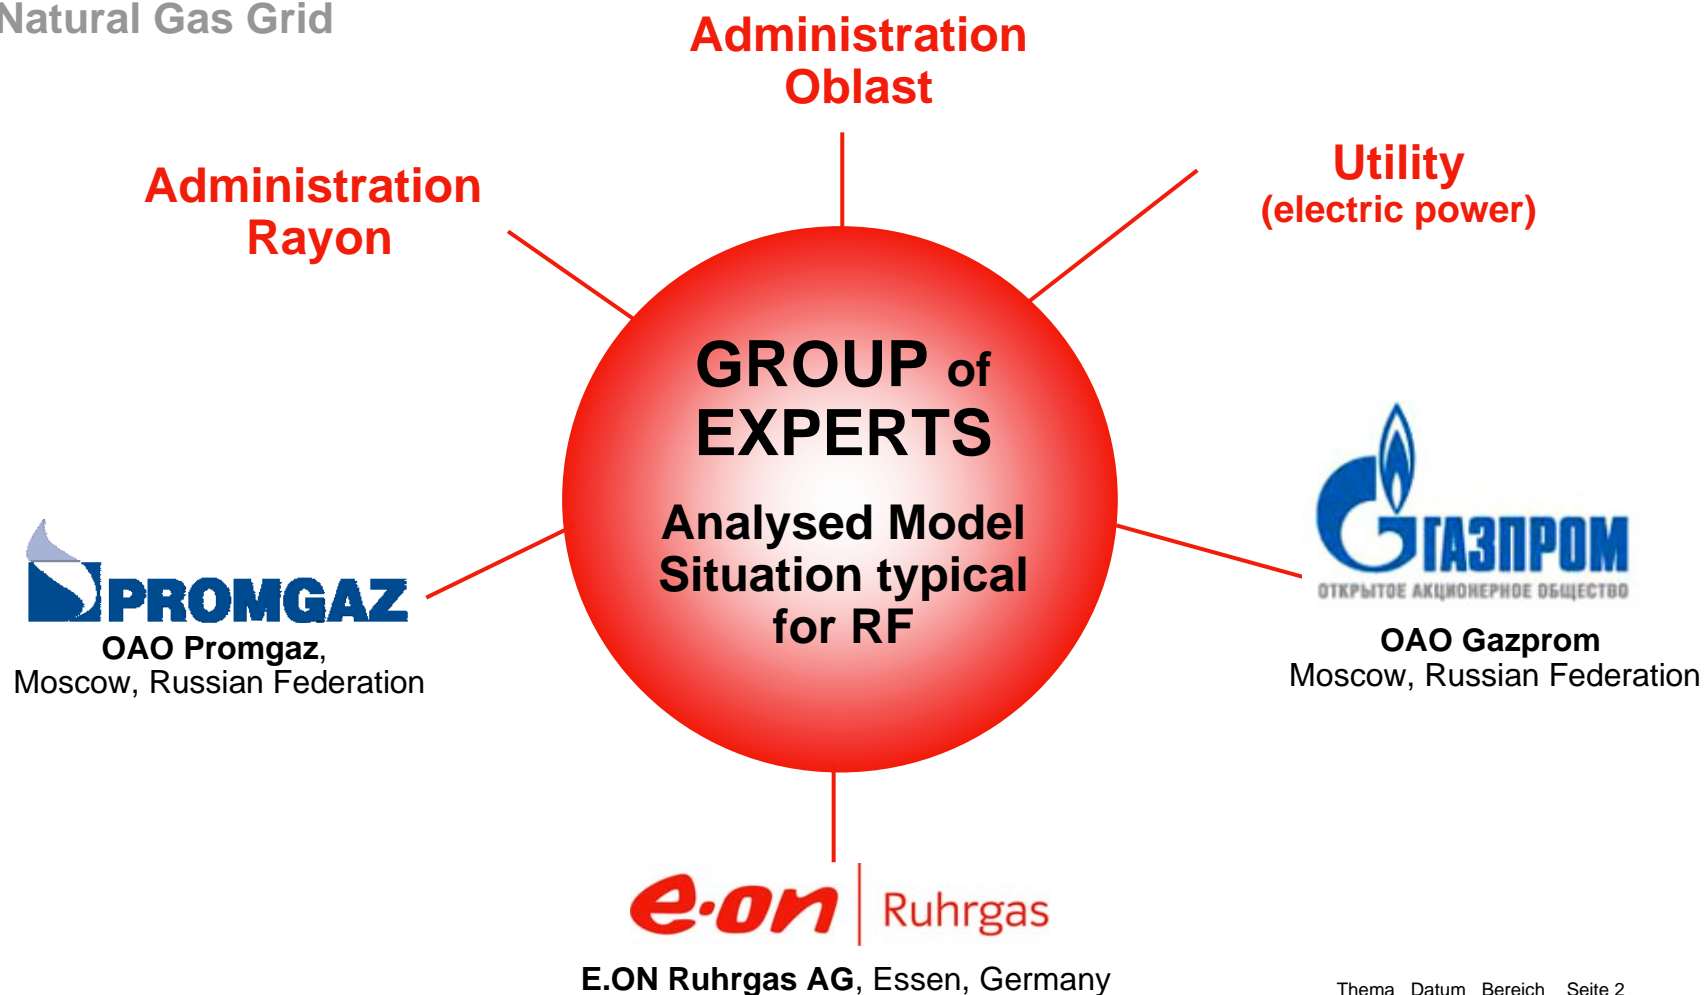 Natural Gas Grid
Administration
Oblast
Administration
Rayon
Utility
(electric power)
GROUP of
EXPERTS
Analysed Model
Situation typical
for RF
PROMGAZ
OAO Promgaz,
Moscow, Russian Federation
ГАЗПРОМ
ОТКРЫТОЕ АКЦИОНЕРНОЕ ОБЩЕСТВО
OAO Gazprom
Moscow, Russian Federation
e·on Ruhrgas
E.ON Ruhrgas AG, Essen, Germany
Thema Datum Bereich Seite 2